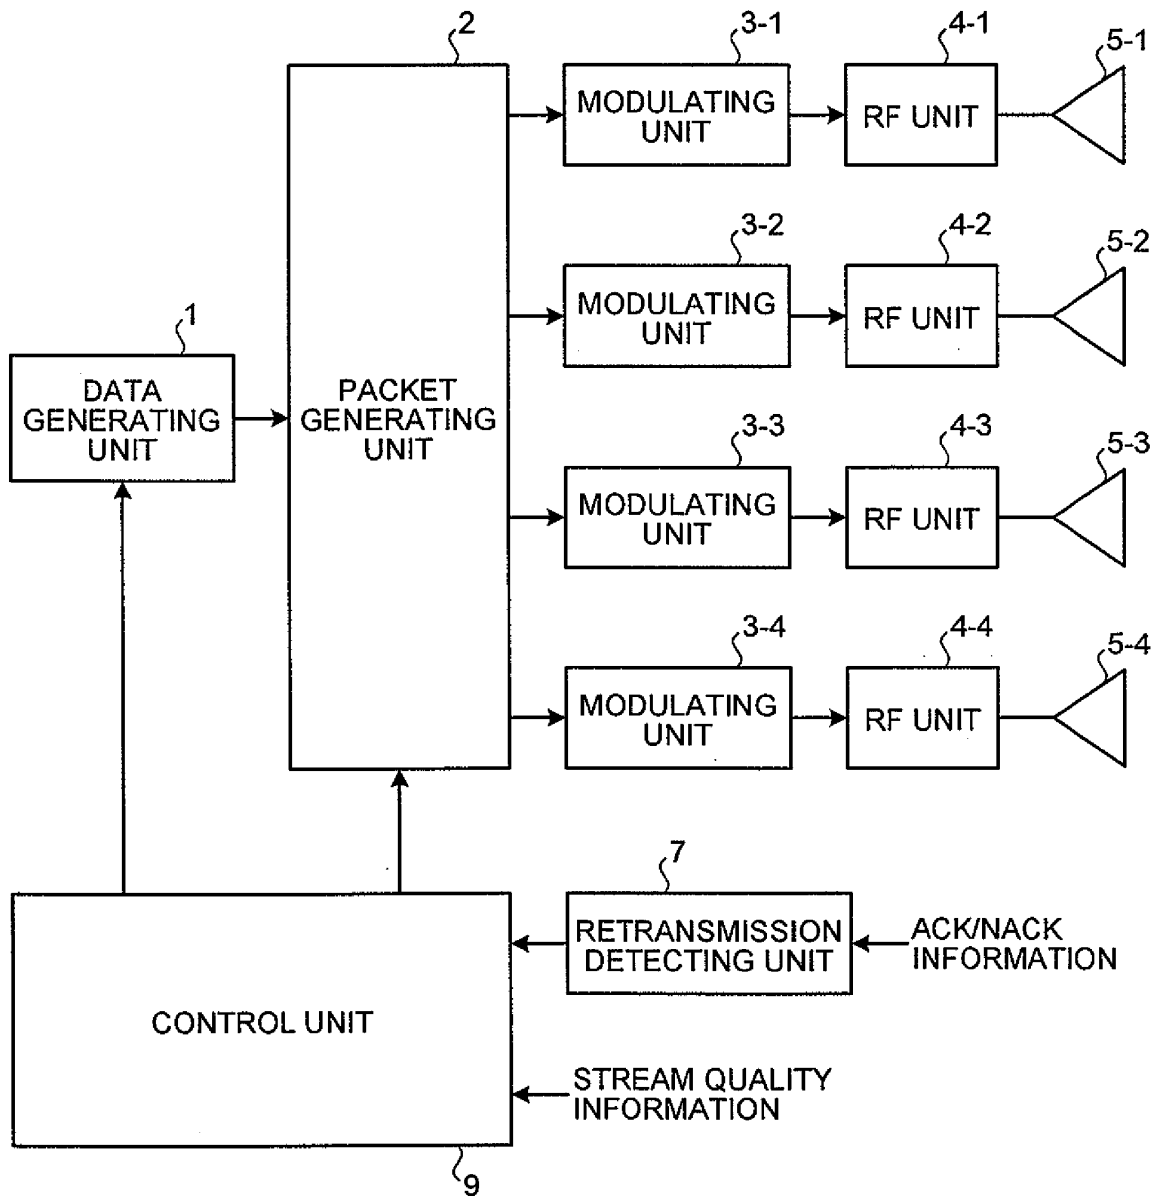 2
3-1
4-1
5-1
MODULATING
UNIT
RF UNIT
3-2
4-2
5-2
MODULATING
UNIT
RF UNIT
1
DATA
GENERATING
UNIT
PACKET
GENERATING
UNIT
3-3
4-3
5-3
MODULATING
UNIT
RF UNIT
3-4
4-4
5-4
MODULATING
UNIT
RF UNIT
7
RETRANSMISSION
DETECTING UNIT
ACK/NACK
INFORMATION
CONTROL UNIT
STREAM QUALITY
INFORMATION
9